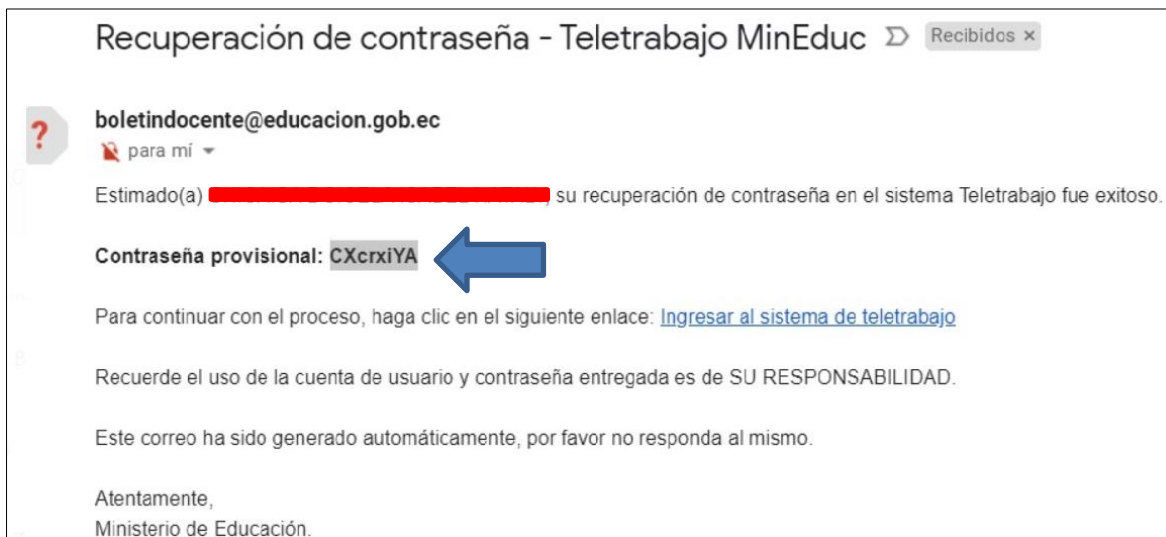 Recuperación de contraseña - Teletrabajo MinEduc Recibidos ×
?
boletindocente@educacion.gob.ec
para mí
Estimado(a) , su recuperación de contraseña en el sistema Teletrabajo fue exitoso.
Contraseña provisional: CXcrxiYA
Para continuar con el proceso, haga clic en el siguiente enlace: Ingresar al sistema de teletrabajo
Recuerde el uso de la cuenta de usuario y contraseña entregada es de SU RESPONSABILIDAD.
Este correo ha sido generado automáticamente, por favor no responda al mismo.
Atentamente,
Ministerio de Educación.